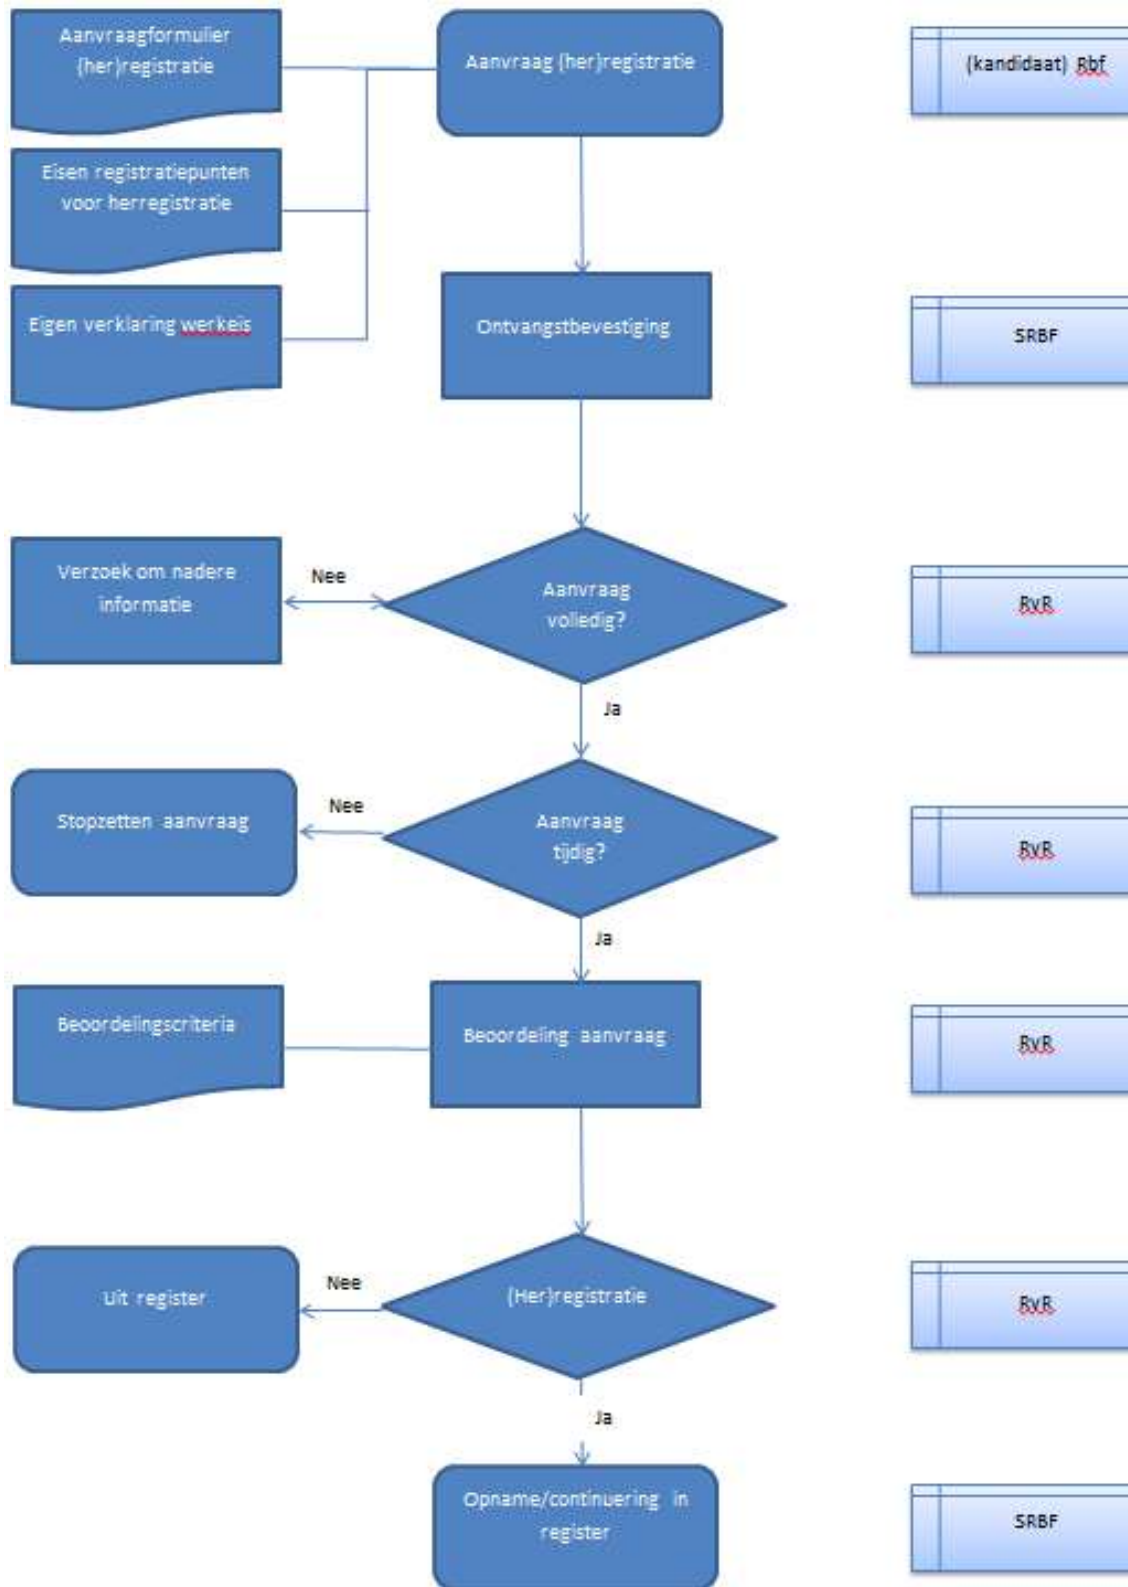 Aanvraagformulier
(her)registratie
Aanvraag (her)registratie
(kandidaat) Rbf
Eisen registratiepunten
voor herregistratie
Eigen verklaring werkeis
Ontvangstbevestiging
SRBF
Verzoek om nadere
informatie
Nee
Aanvraag
volledig?
RvR
Ja
Stopzetten aanvraag
Nee
Aanvraag
tijdig?
RvR
Ja
Beoordelingscriteria
Beoordeling aanvraag
RvR
Uit register
Nee
(Her)registratie
RvR
Ja
Opname/continuering in
register
SRBF